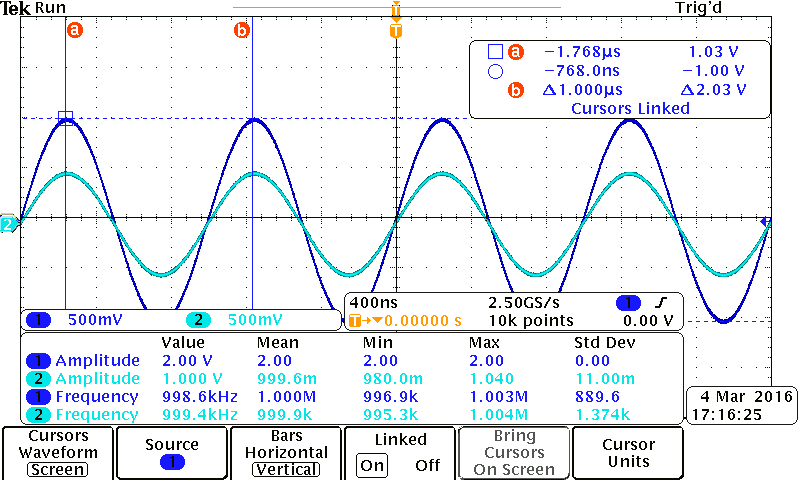 Tek Run Trig'd
a b T
T
a −1.768µs 1.03 V
−768.0ns −1.00 V
b Δ1.000µs Δ2.03 V
Cursors Linked
2
1 500mV 2 500mV
400ns 2.50GS/s 1
T→▼0.00000 s 10k points 0.00 V
Value Mean Min Max Std Dev
1 Amplitude 2.00 V 2.00 2.00 2.00 0.00
2 Amplitude 1.000 V 999.6m 980.0m 1.040 11.00m
1 Frequency 998.6kHz 1.000M 996.9k 1.003M 889.6
2 Frequency 999.4kHz 999.9k 995.3k 1.004M 1.374k
4 Mar 2016
17:16:25
Cursors
Waveform
Screen
Source
1
Bars
Horizontal
Vertical
Linked
On Off
Bring
Cursors
On Screen
Cursor
Units